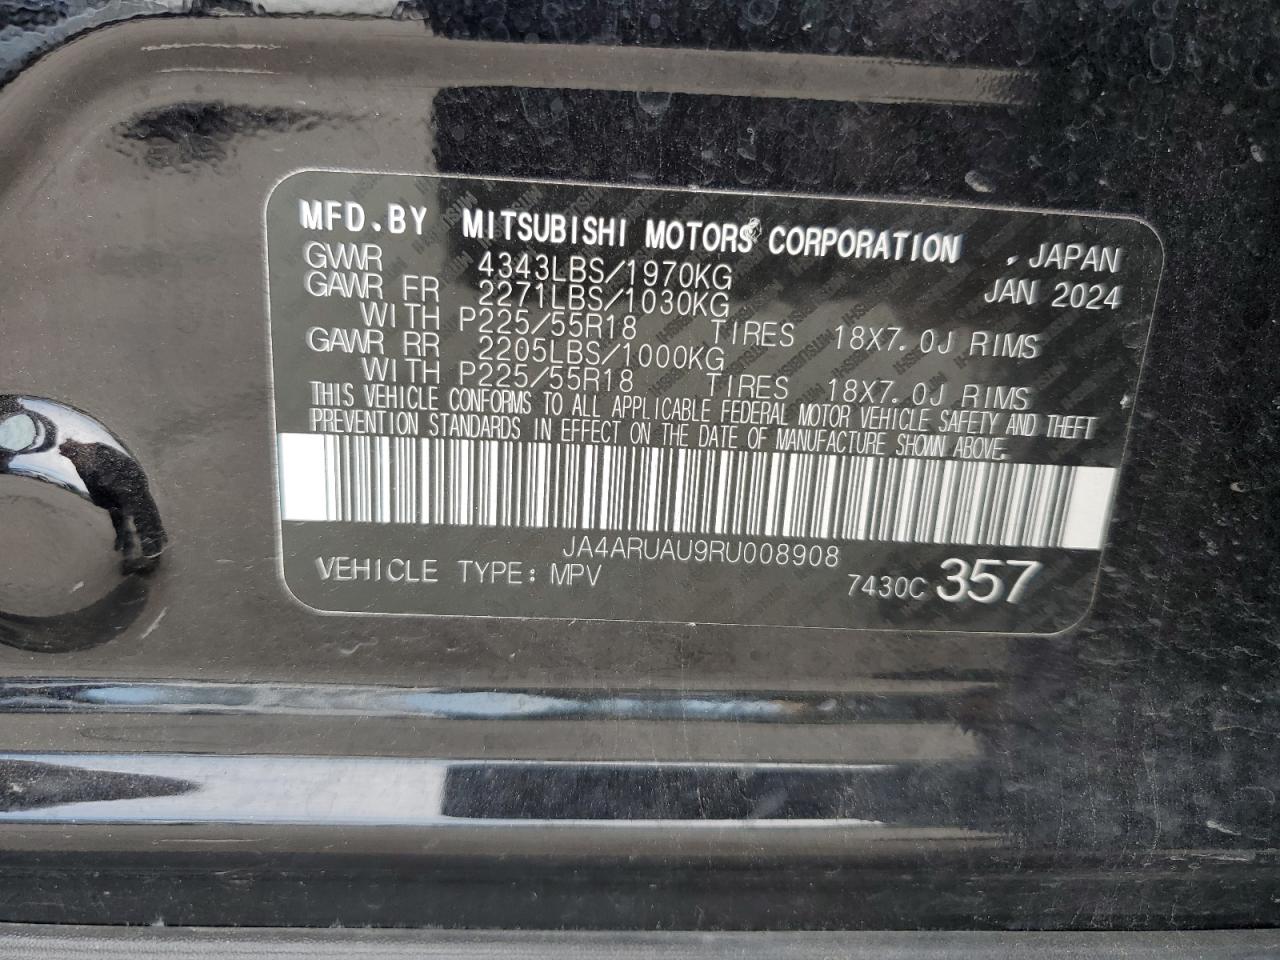 MFD.BY MITSUBISHI MOTORS CORPORATION , JAPAN
GVWR 4343LBS/1970KG JAN 2024
GAWR FR 2271LBS/1030KG
WITH P225/55R18 TIRES 18X7.0J RIMS
GAWR RR 2205LBS/1000KG
WITH P225/55R18 TIRES 18X7.0J RIMS
THIS VEHICLE CONFORMS TO ALL APPLICABLE FEDERAL MOTOR VEHICLE SAFETY AND THEFT
PREVENTION STANDARDS IN EFFECT ON THE DATE OF MANUFACTURE SHOWN ABOVE.
JA4ARUAU9RU008908
VEHICLE TYPE: MPV 7430C 357